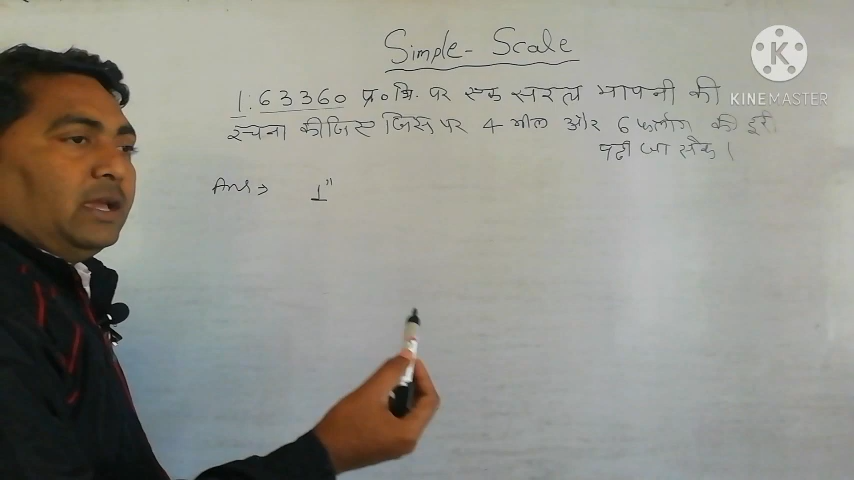 Simple-Scale
1:63360 प्र०भि. पर एक सरल मापनी की
रचना कीजिए जिस पर 4 मील और 6 फर्लांग की दूरी
पढ़ी जा सके।
Ans→ 1"
KINEMASTER